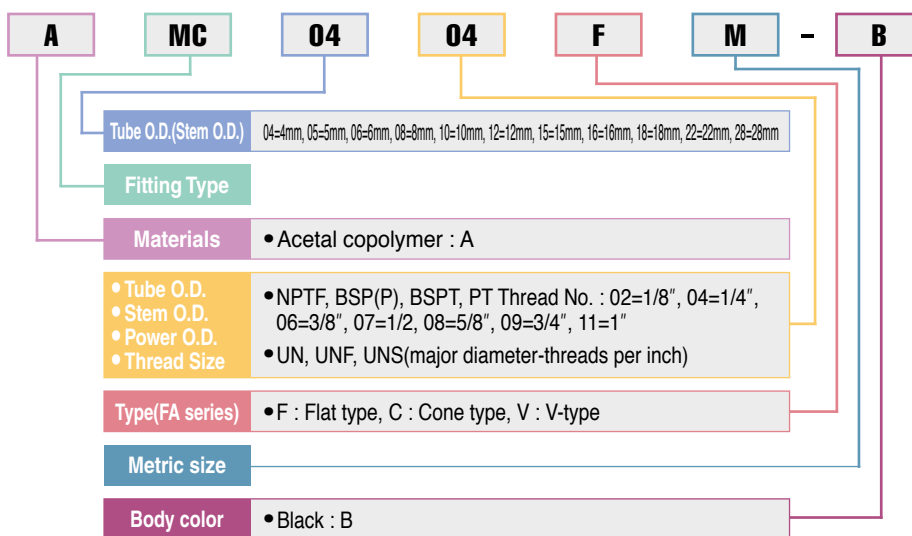 A MC 04 04 F M – B
Tube O.D.(Stem O.D.) 04=4mm, 05=5mm, 06=6mm, 08=8mm, 10=10mm, 12=12mm, 15=15mm, 16=16mm, 18=18mm, 22=22mm, 28=28mm
Fitting Type
Materials •Acetal copolymer : A
•Tube O.D.
•Stem O.D.
•Power O.D.
•Thread Size
•NPTF, BSP(P), BSPT, PT Thread No. : 02=1/8″, 04=1/4″,
06=3/8″, 07=1/2, 08=5/8″, 09=3/4″, 11=1″
•UN, UNF, UNS(major diameter-threads per inch)
Type(FA series) •F : Flat type, C : Cone type, V : V-type
Metric size
Body color •Black : B